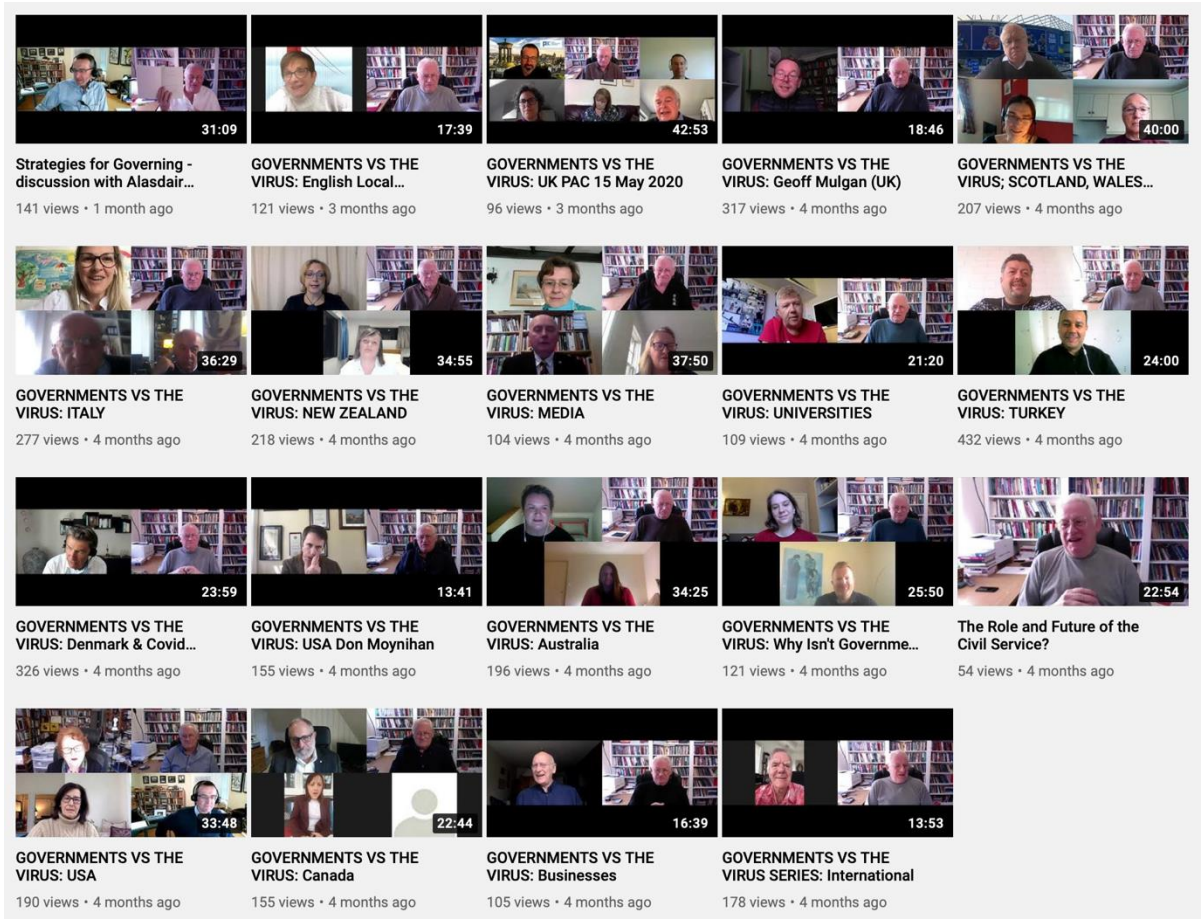 31:09
17:39
42:53
18:46
40:00
Strategies for Governing -
discussion with Alasdair...
141 views • 1 month ago
GOVERNMENTS VS THE
VIRUS: English Local...
121 views • 3 months ago
GOVERNMENTS VS THE
VIRUS: UK PAC 15 May 2020
96 views • 3 months ago
GOVERNMENTS VS THE
VIRUS: Geoff Mulgan (UK)
317 views • 4 months ago
GOVERNMENTS VS THE
VIRUS; SCOTLAND, WALES...
207 views • 4 months ago
36:29
34:55
37:50
21:20
24:00
GOVERNMENTS VS THE
VIRUS: ITALY
277 views • 4 months ago
GOVERNMENTS VS THE
VIRUS: NEW ZEALAND
218 views • 4 months ago
GOVERNMENTS VS THE
VIRUS: MEDIA
104 views • 4 months ago
GOVERNMENTS VS THE
VIRUS: UNIVERSITIES
109 views • 4 months ago
GOVERNMENTS VS THE
VIRUS: TURKEY
432 views • 4 months ago
23:59
13:41
34:25
25:50
22:54
GOVERNMENTS VS THE
VIRUS: Denmark & Covid...
326 views • 4 months ago
GOVERNMENTS VS THE
VIRUS: USA Don Moynihan
155 views • 4 months ago
GOVERNMENTS VS THE
VIRUS: Australia
196 views • 4 months ago
GOVERNMENTS VS THE
VIRUS: Why Isn't Governme...
121 views • 4 months ago
The Role and Future of the
Civil Service?
54 views • 4 months ago
33:48
22:44
16:39
13:53
GOVERNMENTS VS THE
VIRUS: USA
190 views • 4 months ago
GOVERNMENTS VS THE
VIRUS: Canada
155 views • 4 months ago
GOVERNMENTS VS THE
VIRUS: Businesses
105 views • 4 months ago
GOVERNMENTS VS THE
VIRUS SERIES: International
178 views • 4 months ago